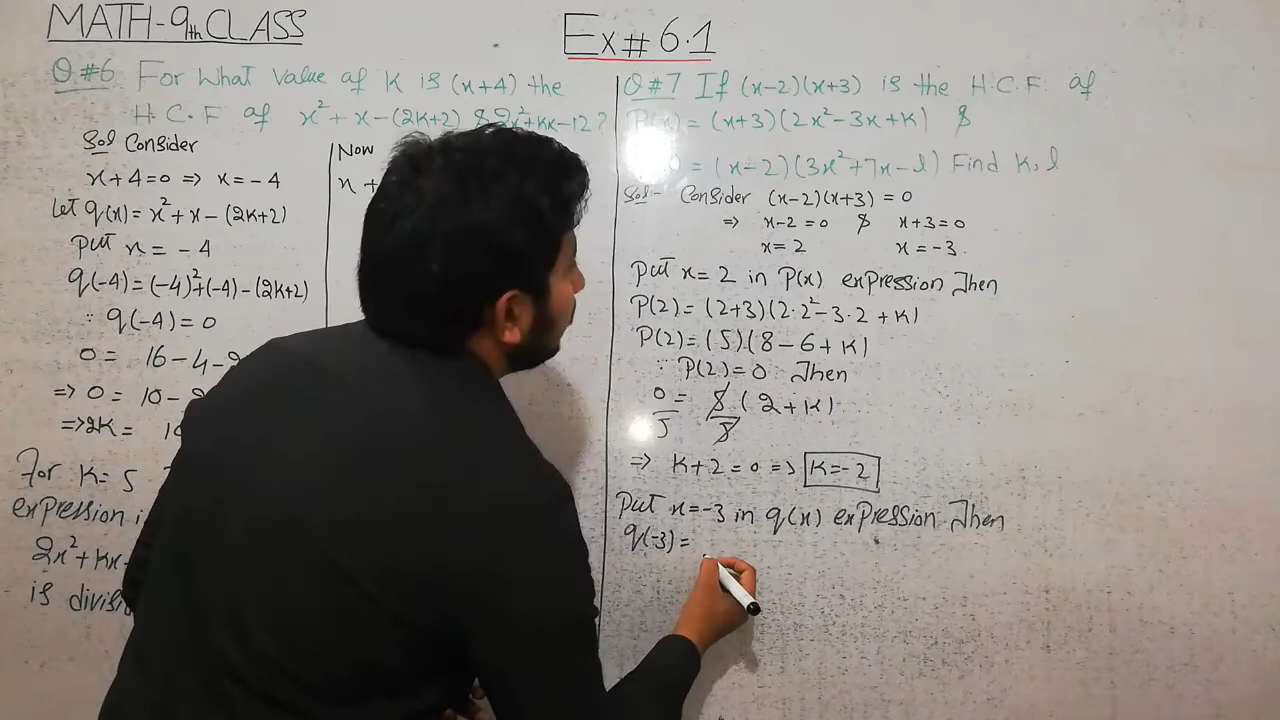 MATH-9th CLASS
Ex# 6.1
Q#6 For What Value of K is (x+4) the
H.C.F of x²+x-(2K+2) & 2x²+Kx-12?
Sol Consider
x+4=0 ⇒ x=-4
Let q(x)=x²+x-(2K+2)
Put x=-4
q(-4)=(-4)²+(-4)-(2K+2)
∵ q(-4)=0
0= 16-4-2
⇒ 0= 10-2
⇒2K=
For K=5
expression i
2x²+Kx-
is divisi
Now
x+
Q#7 If (x-2)(x+3) is the H.C.F. of
P(x)=(x+3)(2x²-3x+K) &
=(x-2)(3x²+7x-l) Find K,l
Sol- Consider (x-2)(x+3)=0
⇒ x-2=0 & x+3=0
x=2 x=-3.
Put x=2 in P(x) expression Then
P(2)=(2+3)(2·2²-3·2+K)
P(2)=(5)(8-6+K)
∵ P(2)=0 Then
0/5 = 5/5 (2+K)
⇒ K+2=0 ⇒ K=-2
Put x=-3 in q(x) expression Then
q(-3)=